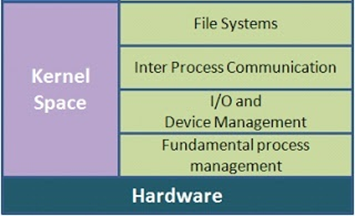 File Systems
Kernel
Space
Inter Process Communication
I/O and
Device Management
Fundamental process
management
Hardware